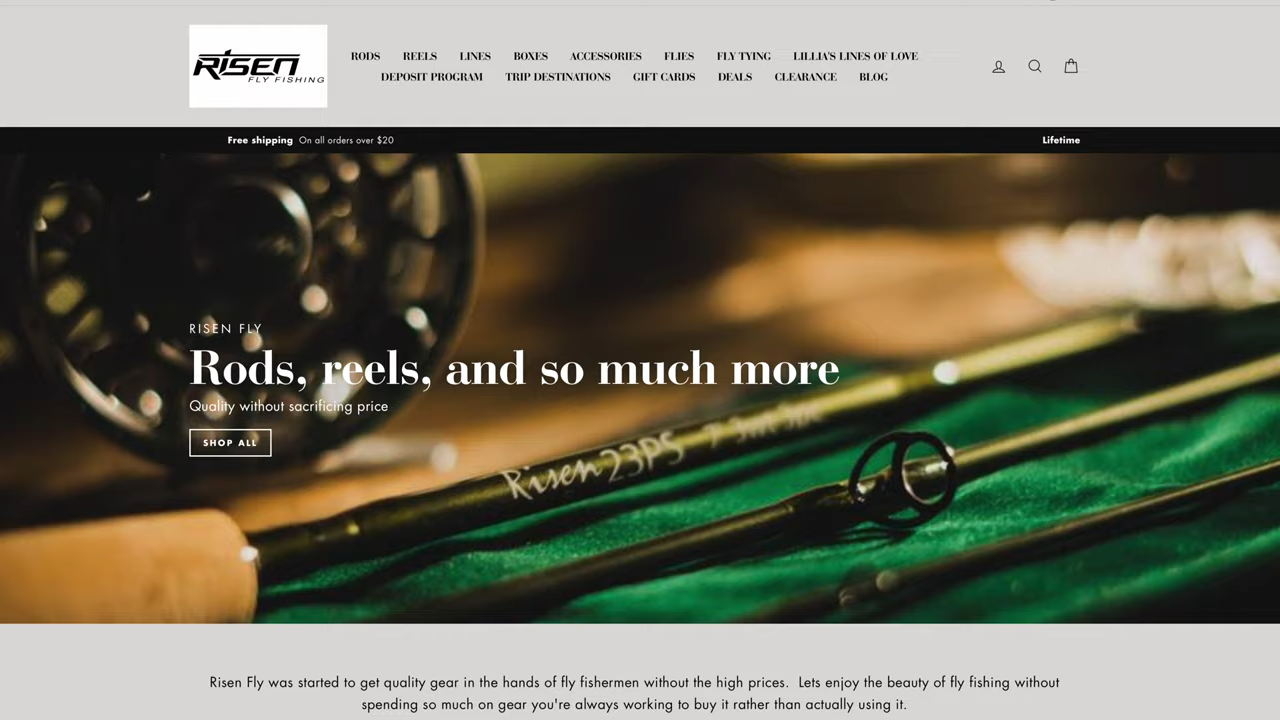 RISEN
FLY FISHING
RODS REELS LINES BOXES ACCESSORIES FLIES FLY TYING LILLIA'S LINES OF LOVE
DEPOSIT PROGRAM TRIP DESTINATIONS GIFT CARDS DEALS CLEARANCE BLOG
Free shipping On all orders over $20 Lifetime
RISEN FLY
Rods, reels, and so much more
Quality without sacrificing price
SHOP ALL
Risen 23PS
Risen Fly was started to get quality gear in the hands of fly fishermen without the high prices. Lets enjoy the beauty of fly fishing without
spending so much on gear you're always working to buy it rather than actually using it.